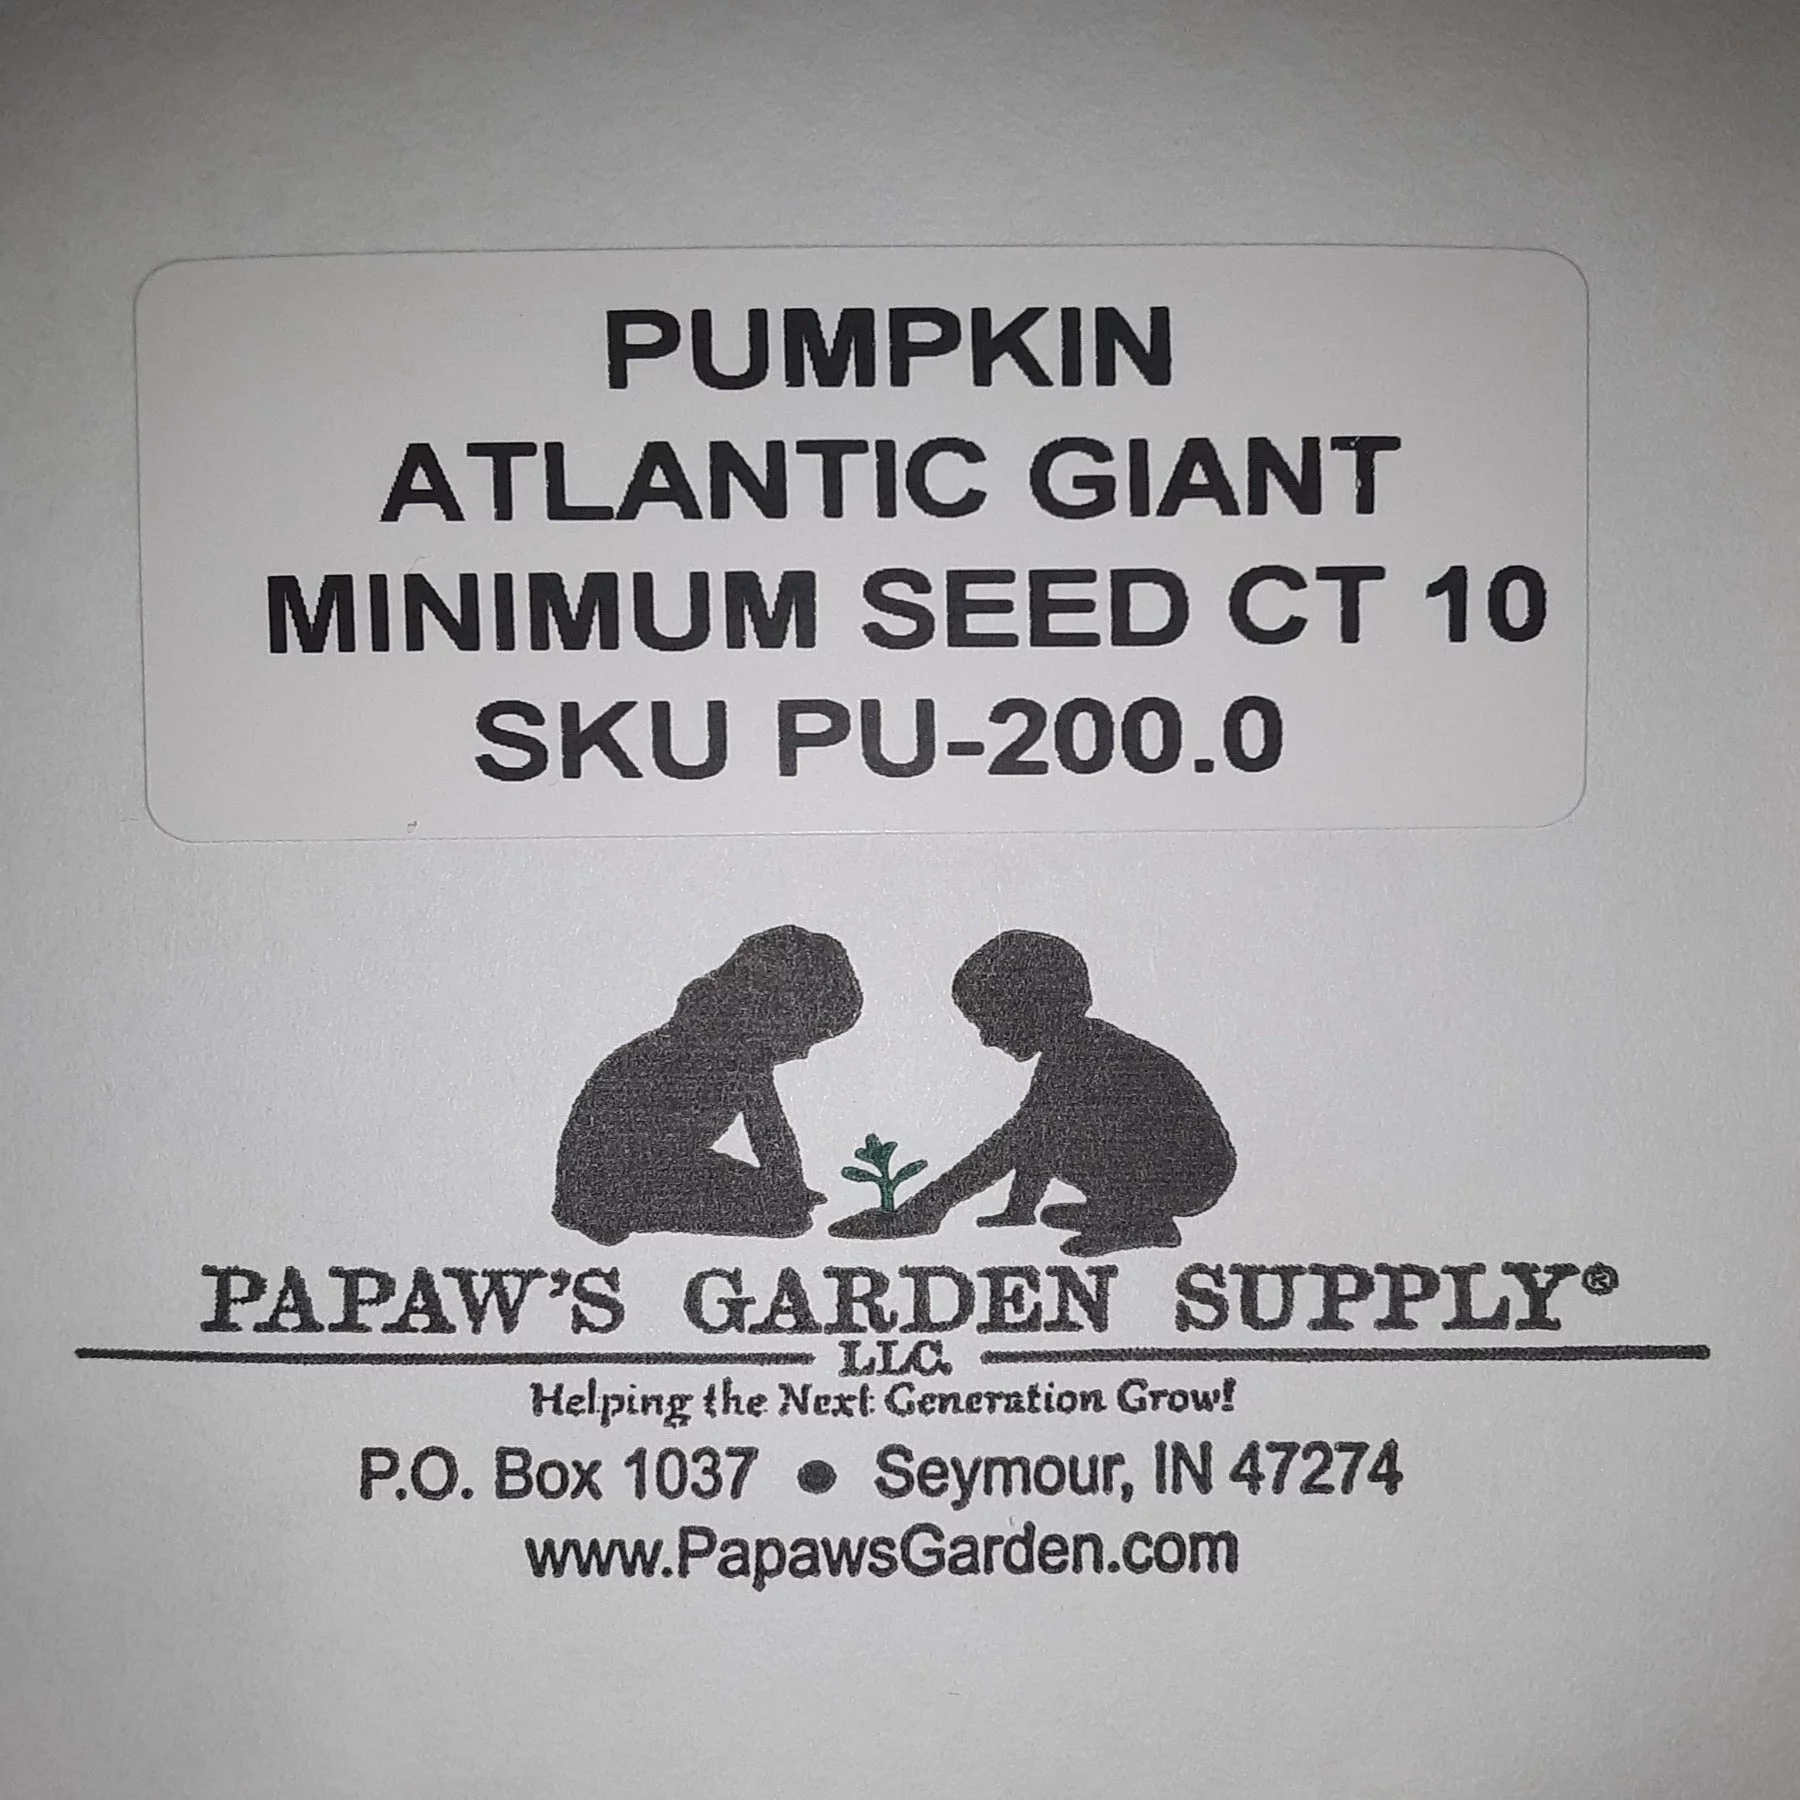 PUMPKIN
ATLANTIC GIANT
MINIMUM SEED CT 10
SKU PU-200.0
PAPAW'S GARDEN SUPPLY®
LLC.
Helping the Next Generation Grow!
P.O. Box 1037 ● Seymour, IN 47274
www.PapawsGarden.com